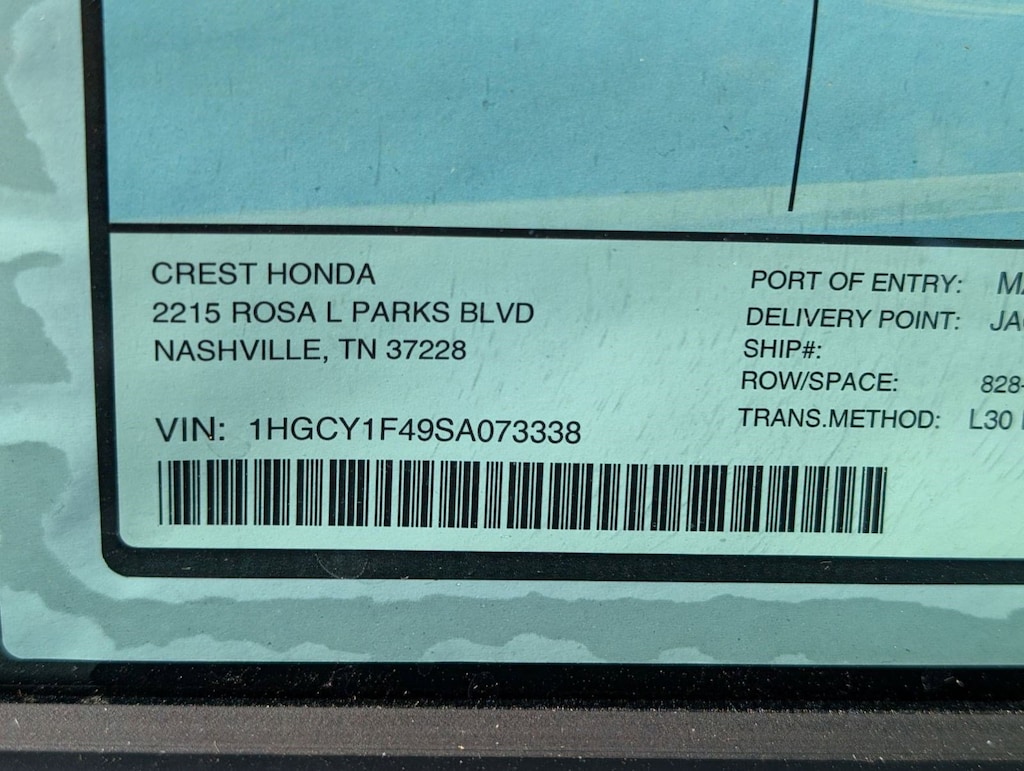 CREST HONDA
2215 ROSA L PARKS BLVD
NASHVILLE, TN 37228
VIN: 1HGCY1F49SA073338
PORT OF ENTRY:
DELIVERY POINT:
SHIP#:
ROW/SPACE: 828-
TRANS.METHOD: L30